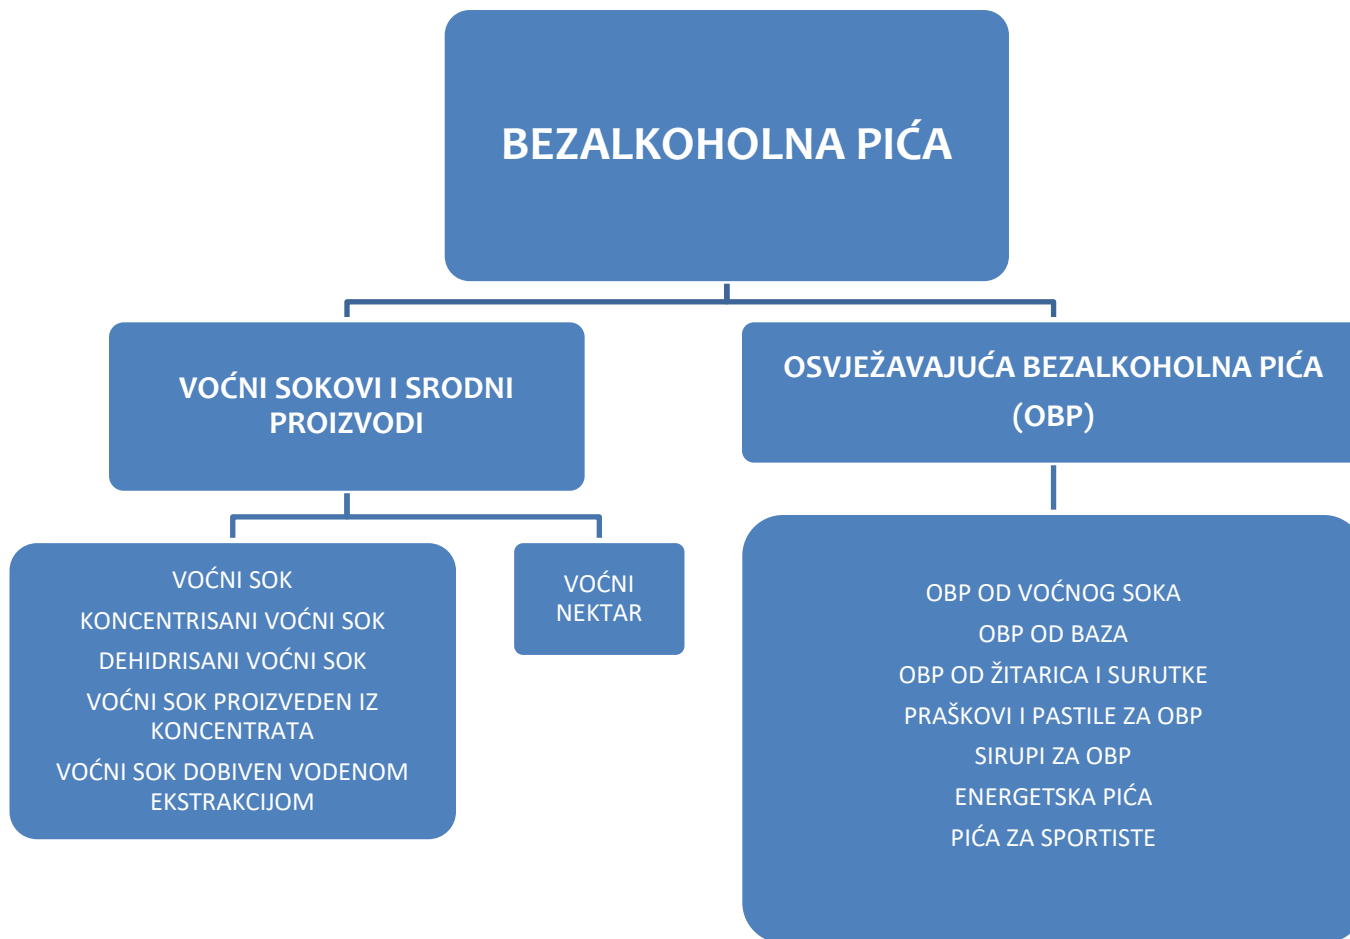 BEZALKOHOLNA PIĆA
VOĆNI SOKOVI I SRODNI
PROIZVODI
OSVJEŽAVAJUĆA BEZALKOHOLNA PIĆA
(OBP)
VOĆNI SOK
KONCENTRISANI VOĆNI SOK
DEHIDRISANI VOĆNI SOK
VOĆNI SOK PROIZVEDEN IZ
KONCENTRATA
VOĆNI SOK DOBIVEN VODENOM
EKSTRAKCIJOM
VOĆNI
NEKTAR
OBP OD VOĆNOG SOKA
OBP OD BAZA
OBP OD ŽITARICA I SURUTKE
PRAŠKOVI I PASTILE ZA OBP
SIRUPI ZA OBP
ENERGETSKA PIĆA
PIĆA ZA SPORTISTE